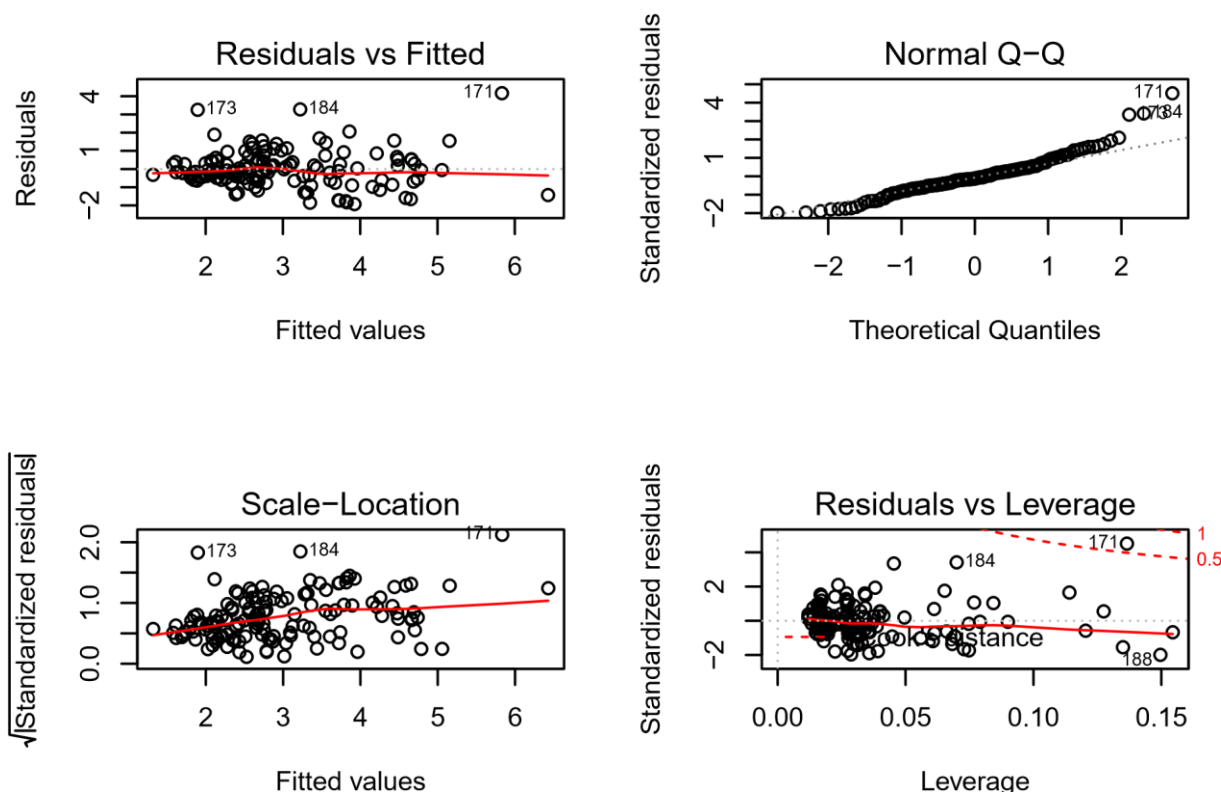 Residuals vs Fitted
Residuals
4
1
−2
173
184
171
2 3 4 5 6
Fitted values
Normal Q−Q
Standardized residuals
4
1
−2
171
173
184
−2 −1 0 1 2
Theoretical Quantiles
Scale−Location
√|Standardized residuals|
2.0
1.0
0.0
173
184
171
2 3 4 5 6
Fitted values
Residuals vs Leverage
Standardized residuals
2
0
−2
184
171
188
1
0.5
0.00 0.05 0.10 0.15
Leverage